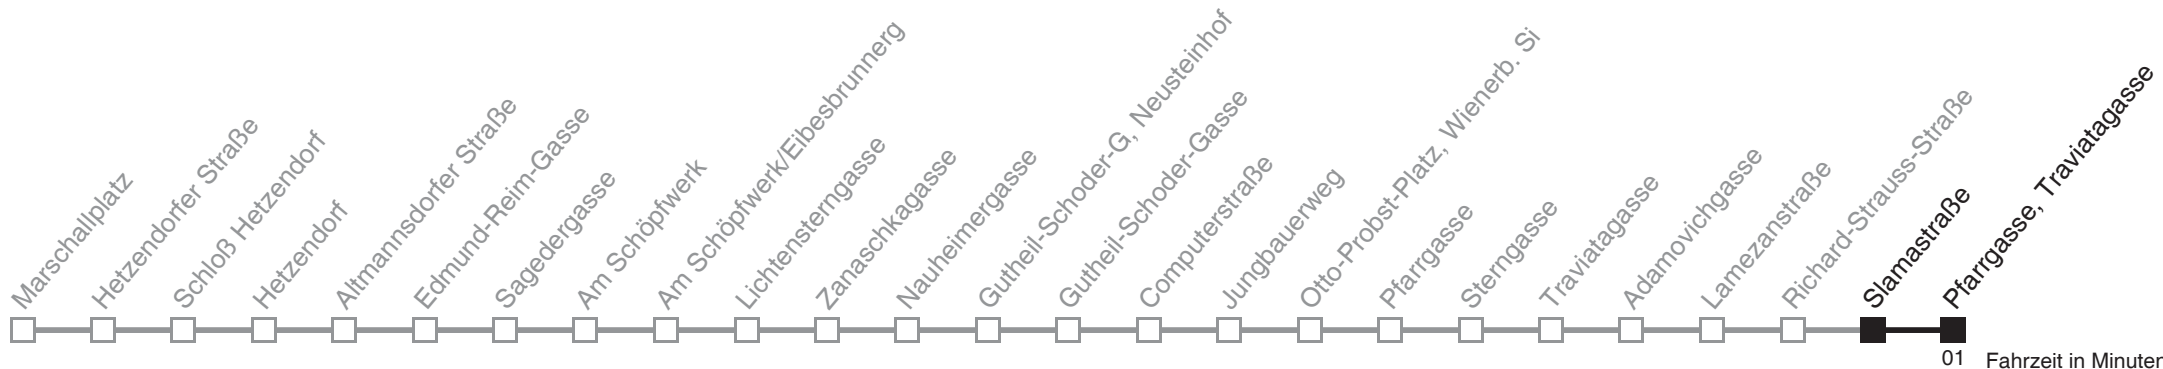 Marschallplatz
Hetzendorfer Straße
Schloß Hetzendorf
Hetzendorf
Altmannsdorfer Straße
Edmund-Reim-Gasse
Sagedergasse
Am Schöpfwerk
Am Schöpfwerk/Eibesbrunnerg
Lichtensterngasse
Zanaschkagasse
Nauheimergasse
Gutheil-Schoder-G, Neusteinhof
Gutheil-Schoder-Gasse
Computerstraße
Jungbauerweg
Otto-Probst-Platz, Wienerb. Si
Pfarrgasse
Sterngasse
Traviatagasse
Adamovichgasse
Lamezanstraße
Richard-Strauss-Straße
Slamastraße
Pfarrgasse, Traviatagasse
01 Fahrzeit in Minuten